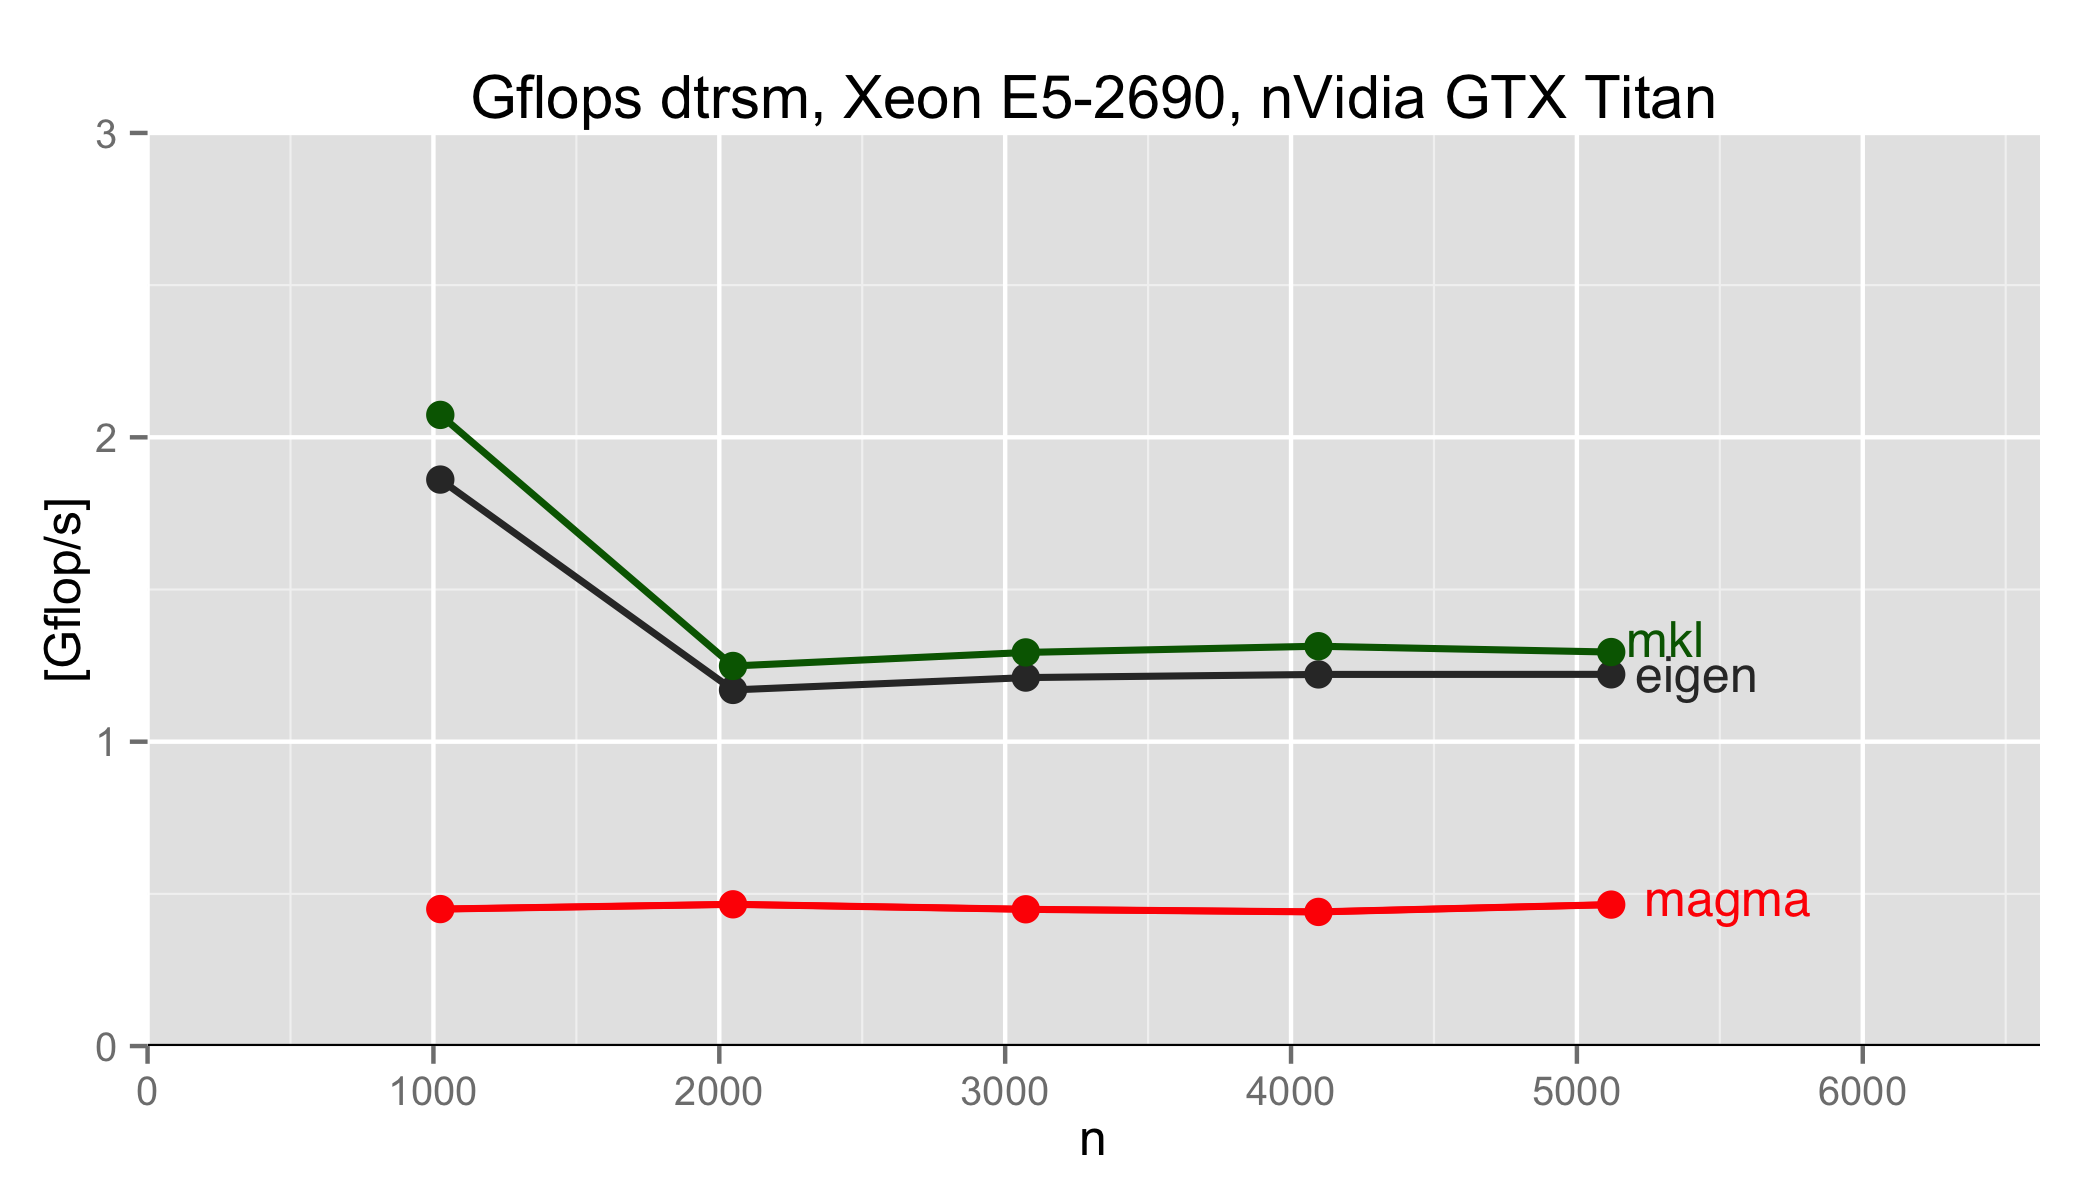 Gflops dtrsm, Xeon E5-2690, nVidia GTX Titan
3
2
1
0
[Gflop/s]
mkl
eigen
magma
0 1000 2000 3000 4000 5000 6000
n